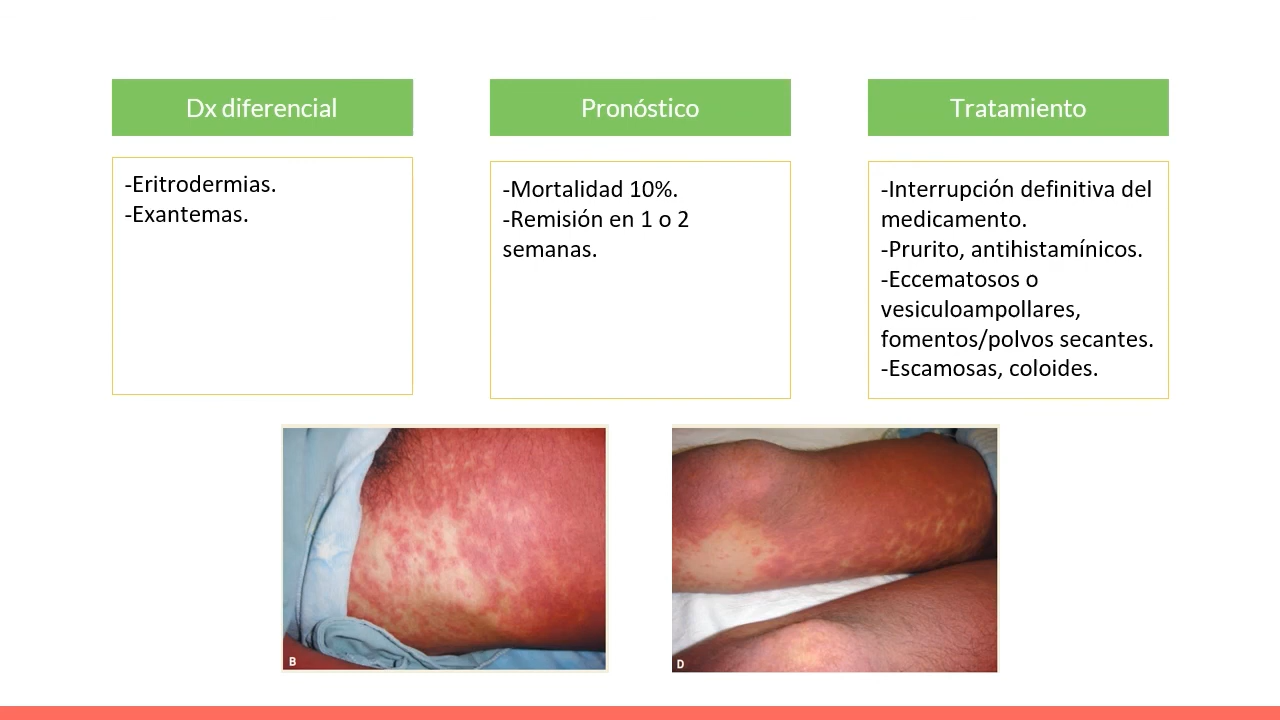 Dx diferencial
-Eritrodermias.
-Exantemas.
Pronóstico
-Mortalidad 10%.
-Remisión en 1 o 2
semanas.
Tratamiento
-Interrupción definitiva del
medicamento.
-Prurito, antihistamínicos.
-Eccematosos o
vesiculoampollares,
fomentos/polvos secantes.
-Escamosas, coloides.
B
D